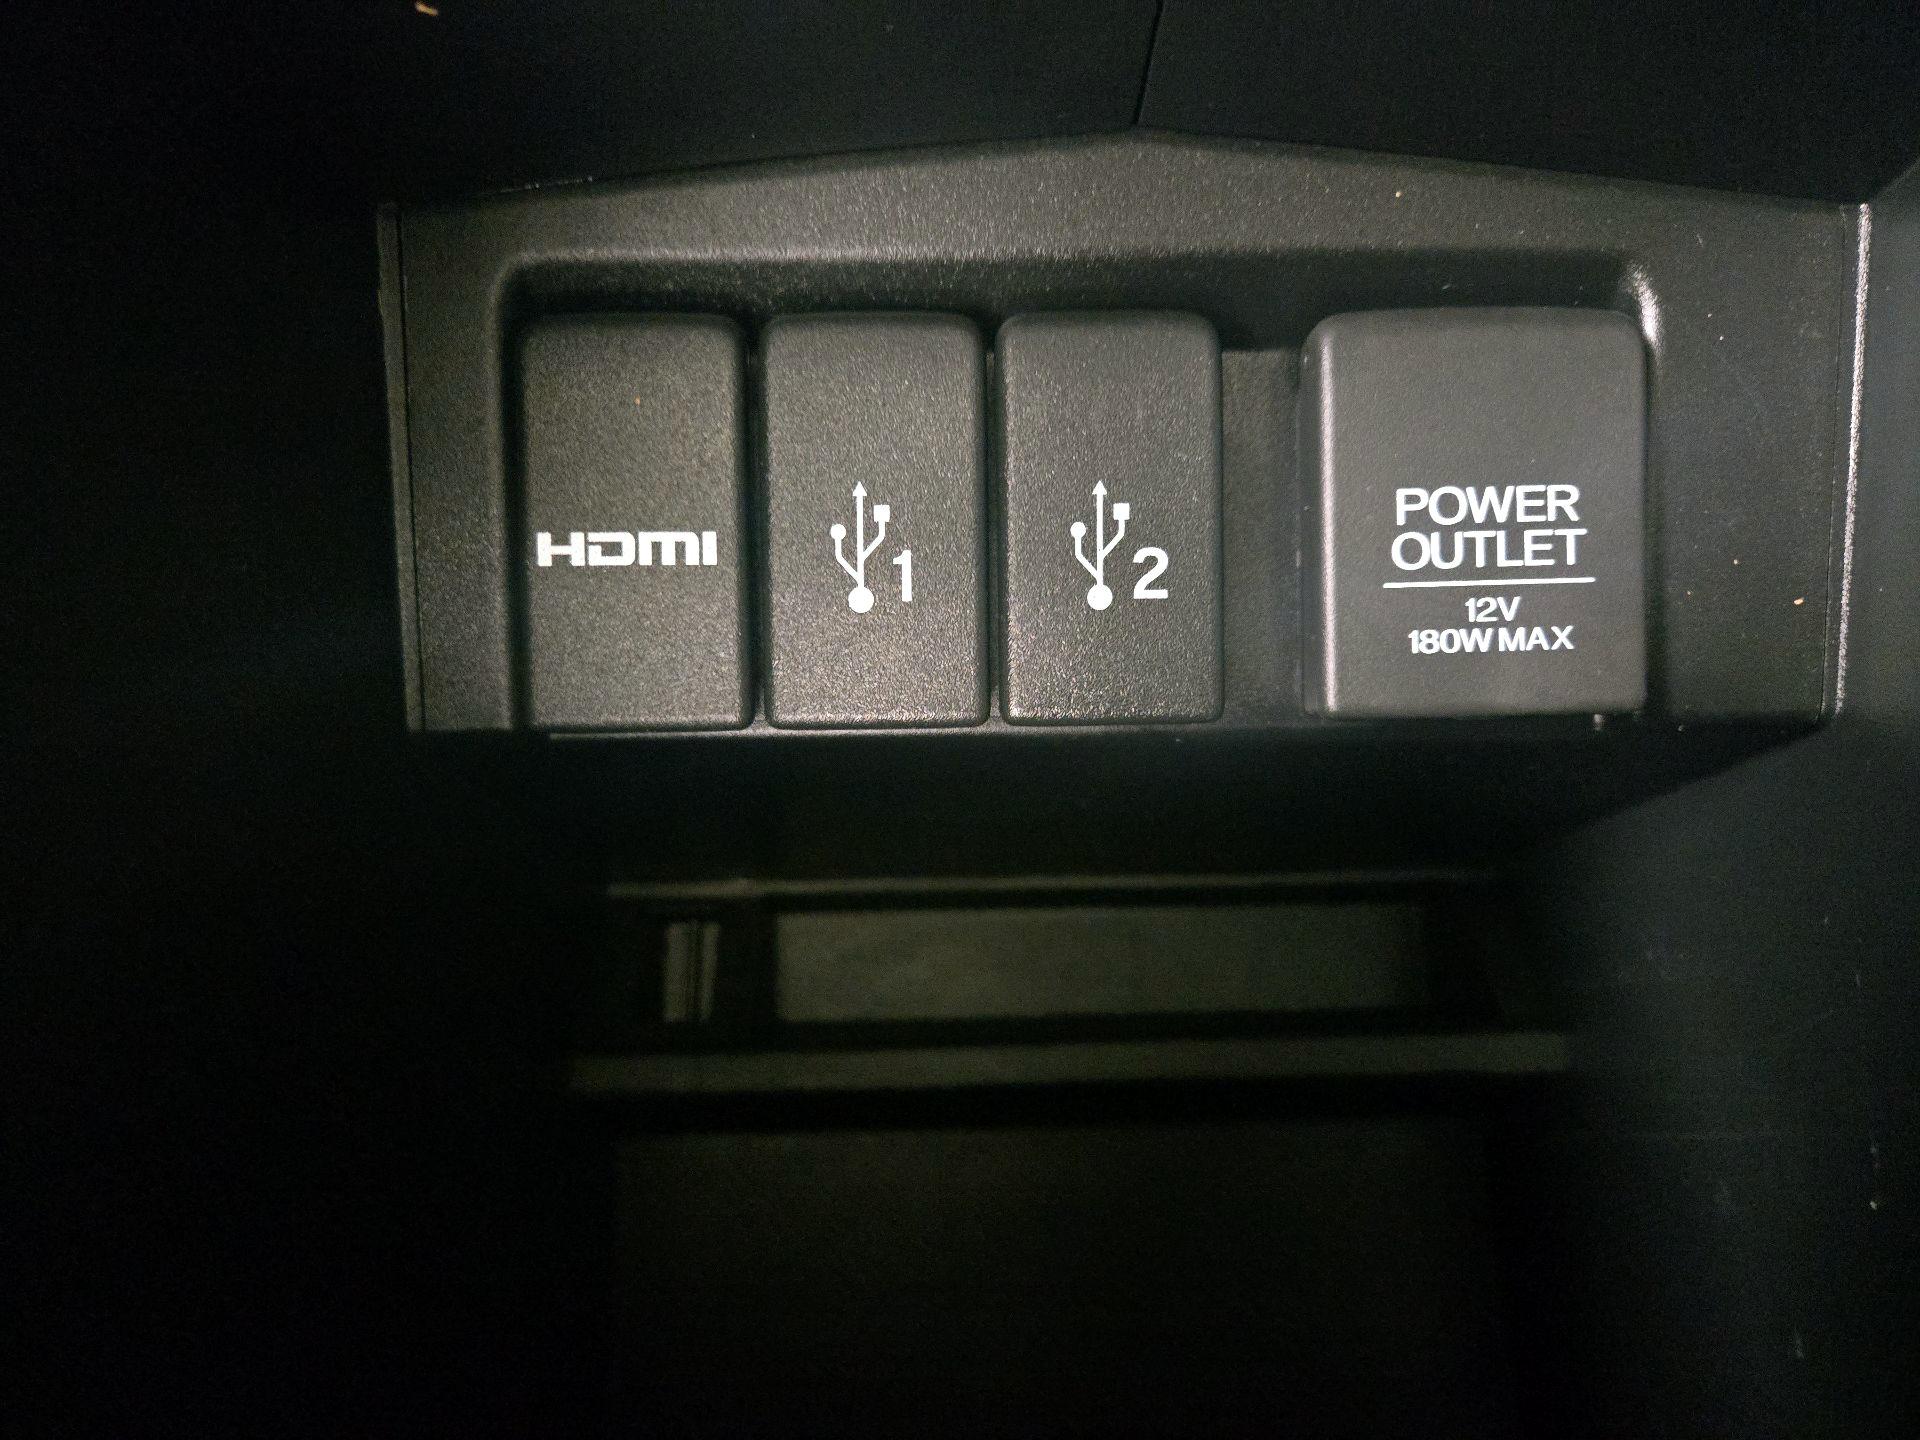 HDMI
1
2
POWER
OUTLET
12V
180W MAX